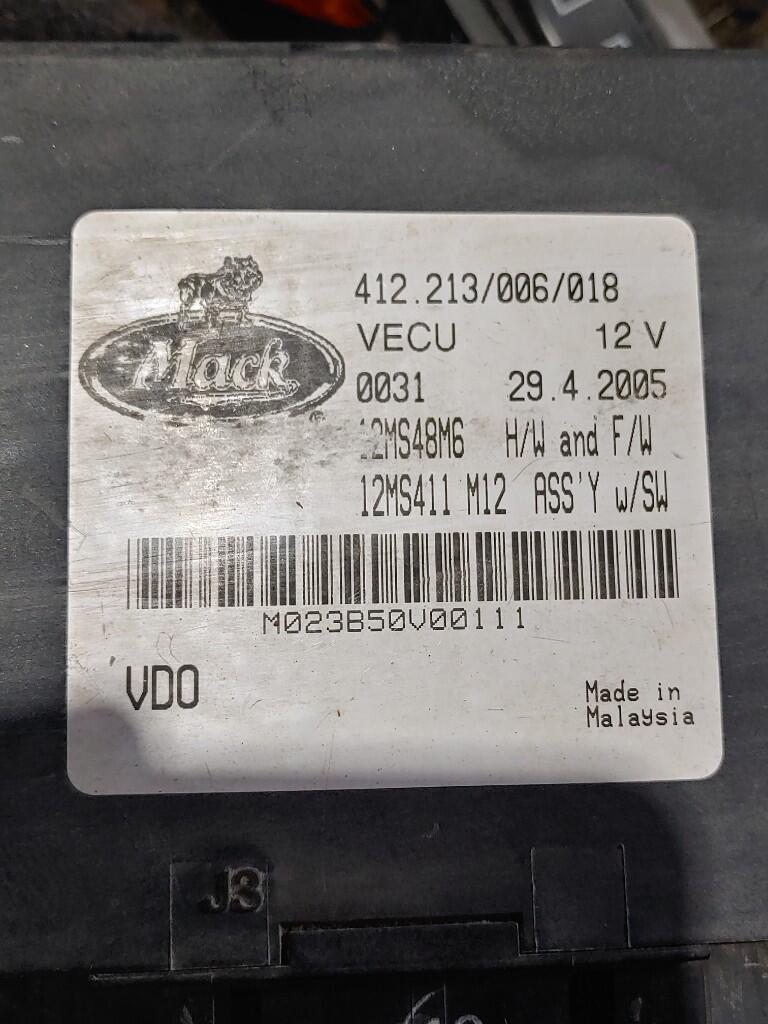 412.213/006/018
Mack
®
VECU 12 V
0031 29.4.2005
12MS48M6 H/W and F/W
12MS411 M12 ASS'Y w/SW
M023B50V00111
VDO
Made in
Malaysia
J3